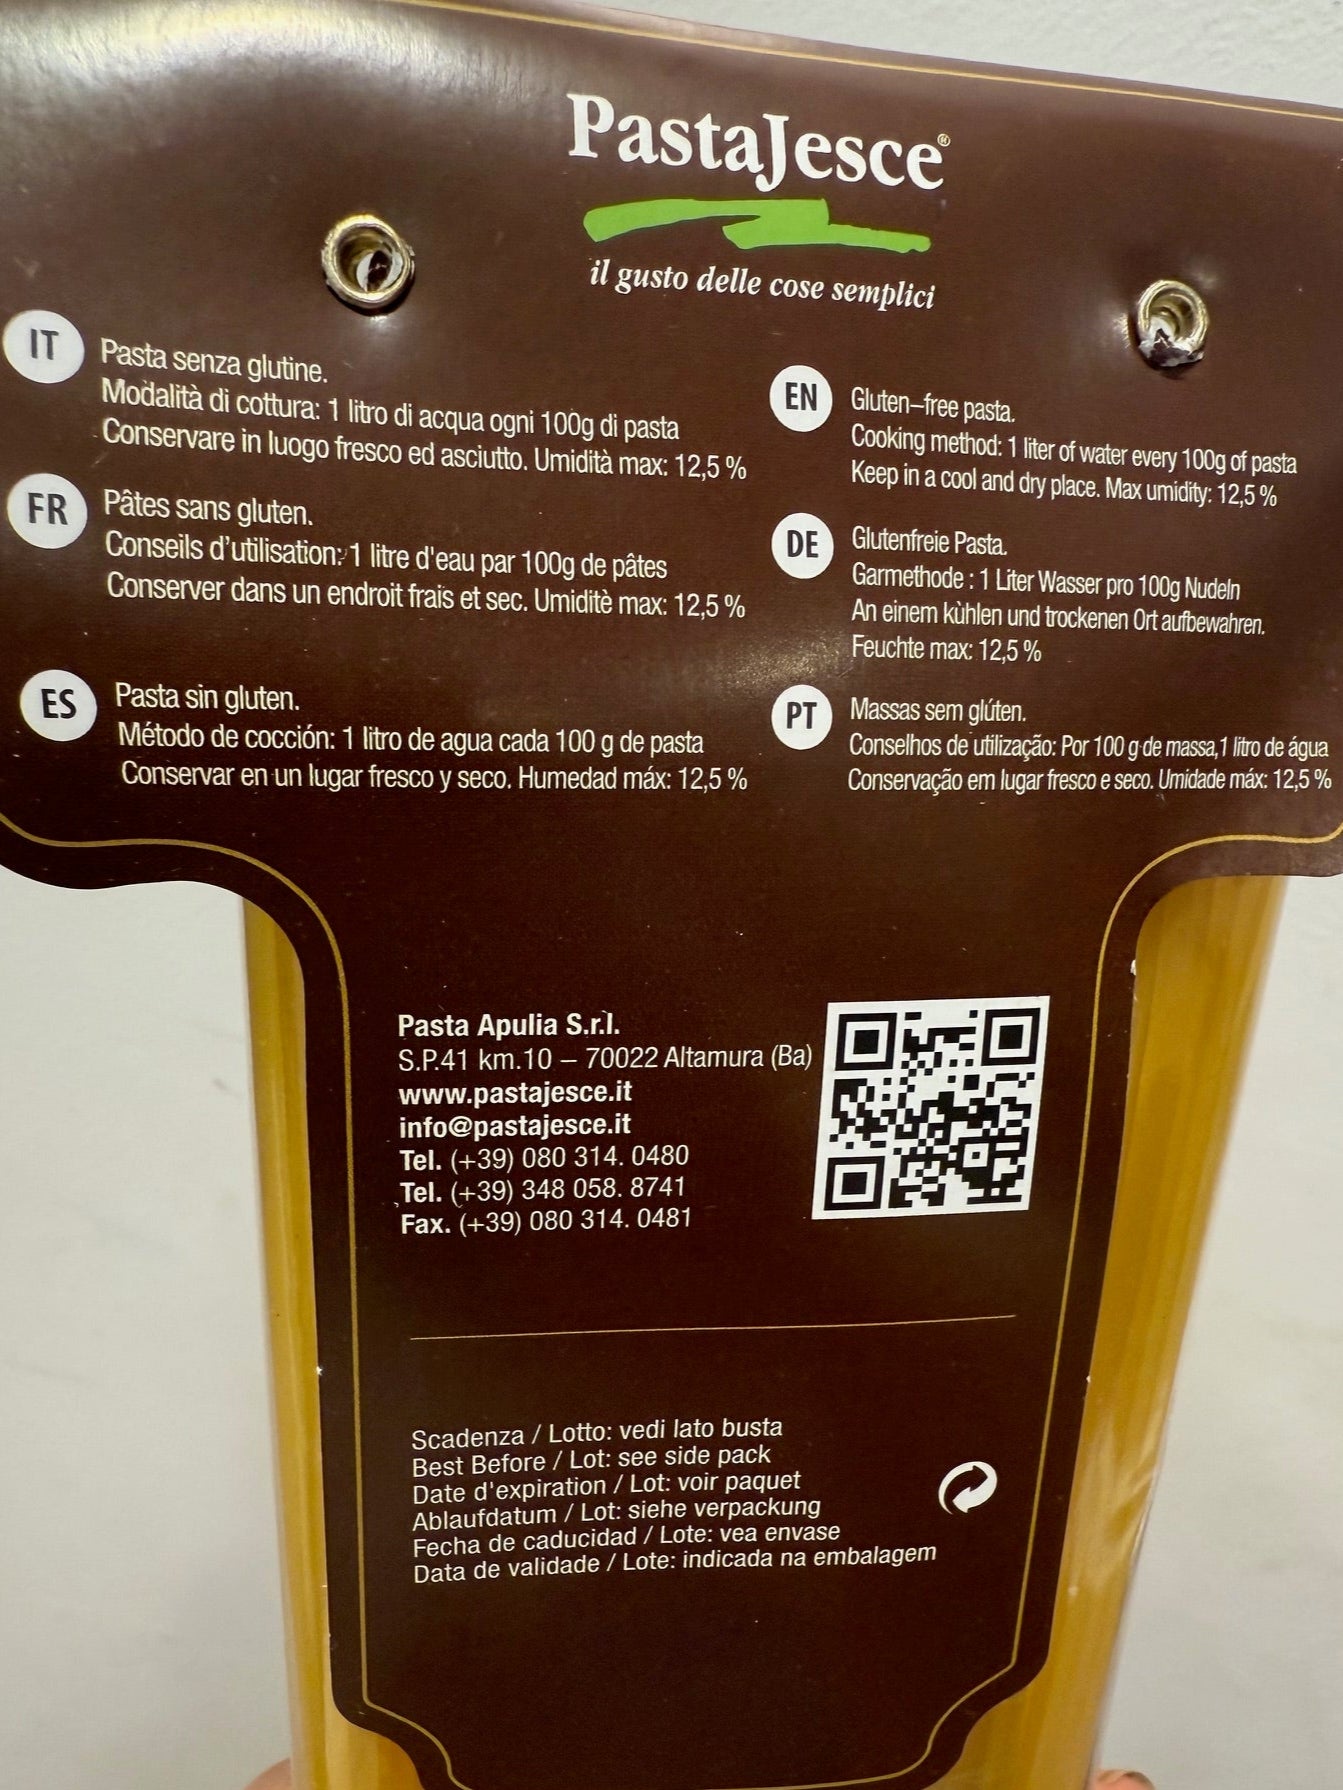 PastaJesce®
il gusto delle cose semplici
IT
Pasta senza glutine.
Modalità di cottura: 1 litro di acqua ogni 100g di pasta
Conservare in luogo fresco ed asciutto. Umidità max: 12,5 %
FR
Pâtes sans gluten.
Conseils d'utilisation: 1 litre d'eau par 100g de pâtes
Conserver dans un endroit frais et sec. Umiditè max: 12,5 %
ES
Pasta sin gluten.
Método de cocción: 1 litro de agua cada 100 g de pasta
Conservar en un lugar fresco y seco. Humedad máx: 12,5 %
EN
Gluten–free pasta.
Cooking method: 1 liter of water every 100g of pasta
Keep in a cool and dry place. Max umidity: 12,5 %
DE
Glutenfreie Pasta.
Garmethode : 1 Liter Wasser pro 100g Nudeln
An einem kùhlen und trockenen Ort aufbewahren.
Feuchte max: 12,5 %
PT
Massas sem glúten.
Conselhos de utilização: Por 100 g de massa,1 litro de água
Conservação em lugar fresco e seco. Umidade máx: 12,5 %
Pasta Apulia S.r.l.
S.P.41 km.10 – 70022 Altamura (Ba)
www.pastajesce.it
info@pastajesce.it
Tel. (+39) 080 314. 0480
Tel. (+39) 348 058. 8741
Fax. (+39) 080 314. 0481
Scadenza / Lotto: vedi lato busta
Best Before / Lot: see side pack
Date d'expiration / Lot: voir paquet
Ablaufdatum / Lot: siehe verpackung
Fecha de caducidad / Lote: vea envase
Data de validade / Lote: indicada na embalagem